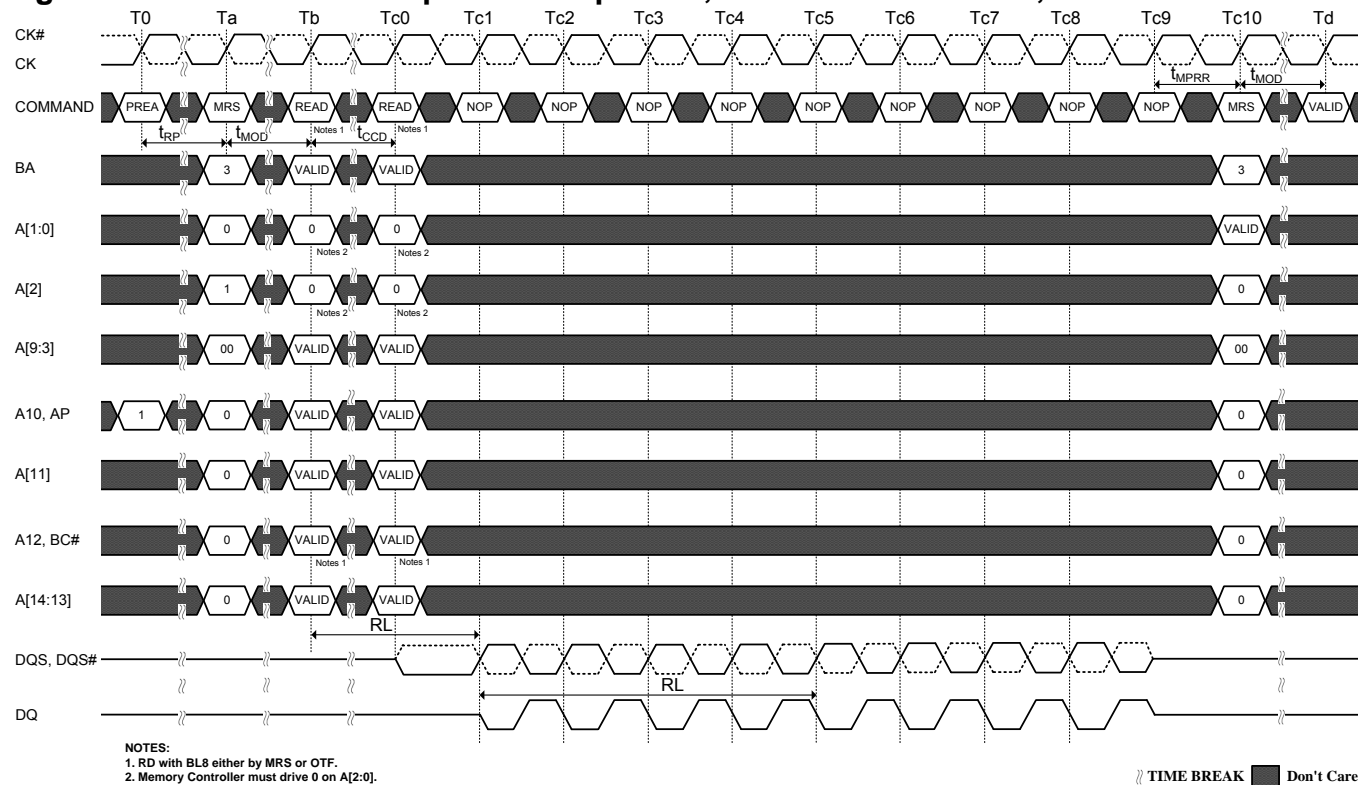 T0 Ta Tb Tc0 Tc1 Tc2 Tc3 Tc4 Tc5 Tc6 Tc7 Tc8 Tc9 Tc10 Td
CK#
CK
tMPRR tMOD
COMMAND PREA MRS READ READ NOP NOP NOP NOP NOP NOP NOP NOP NOP MRS VALID
Notes 1 Notes 1
tRP tMOD tCCD
BA 3 VALID VALID 3
A[1:0] 0 0 0 VALID
Notes 2 Notes 2
A[2] 1 0 0 0
Notes 2 Notes 2
A[9:3] 00 VALID VALID 00
A10, AP 1 0 VALID VALID 0
A[11] 0 VALID VALID 0
A12, BC# 0 VALID VALID 0
Notes 1 Notes 1
A[14:13] 0 VALID VALID 0
RL
DQS, DQS#
RL
DQ
NOTES:
1. RD with BL8 either by MRS or OTF.
2. Memory Controller must drive 0 on A[2:0].
TIME BREAK Don't Care